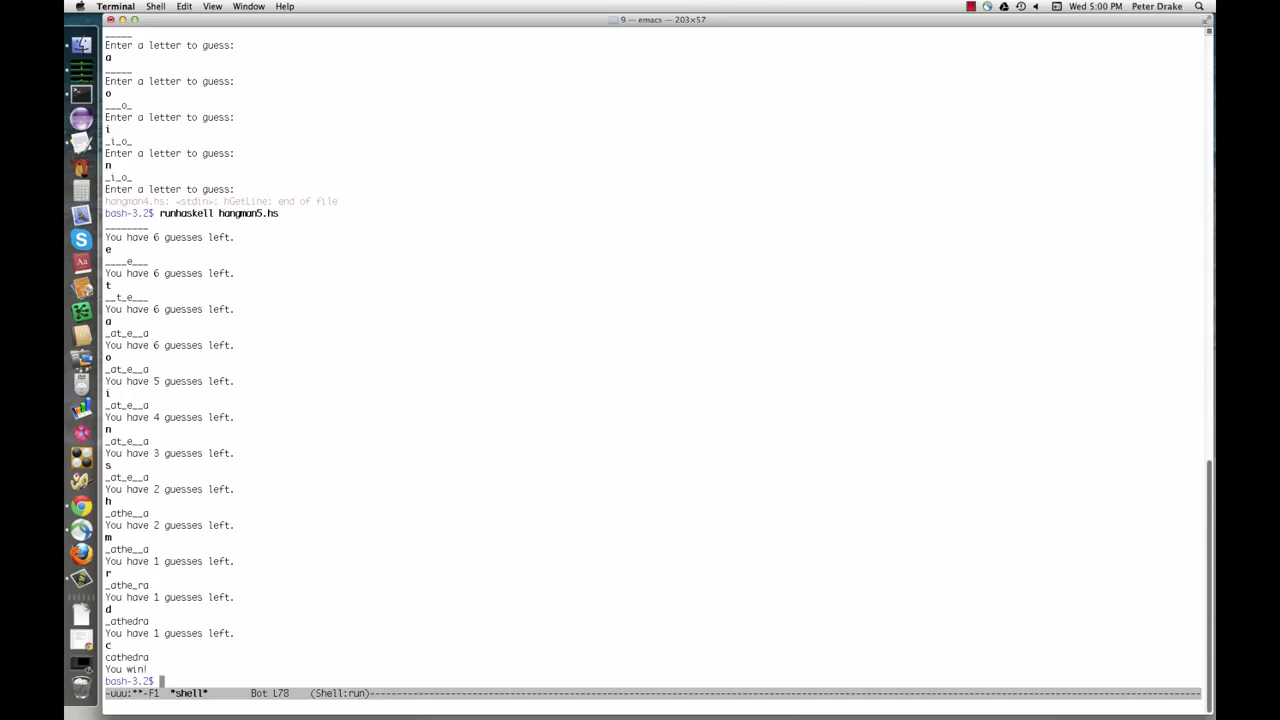 Terminal Shell Edit View Window Help Wed 5:00 PM Peter Drake
9 — emacs — 203×57
_____
Enter a letter to guess:
a
_____
Enter a letter to guess:
o
___o_
Enter a letter to guess:
i
_i_o_
Enter a letter to guess:
n
_i_o_
Enter a letter to guess:
hangman4.hs: <stdin>: hGetLine: end of file
bash-3.2$ runhaskell hangman5.hs
________
You have 6 guesses left.
e
____e___
You have 6 guesses left.
t
__t_e___
You have 6 guesses left.
a
_at_e__a
You have 6 guesses left.
o
_at_e__a
You have 5 guesses left.
i
_at_e__a
You have 4 guesses left.
n
_at_e__a
You have 3 guesses left.
s
_at_e__a
You have 2 guesses left.
h
_athe__a
You have 2 guesses left.
m
_athe__a
You have 1 guesses left.
r
_athe_ra
You have 1 guesses left.
d
_athedra
You have 1 guesses left.
c
cathedra
You win!
bash-3.2$
-uuu:**-F1 *shell* Bot L78 (Shell:run)